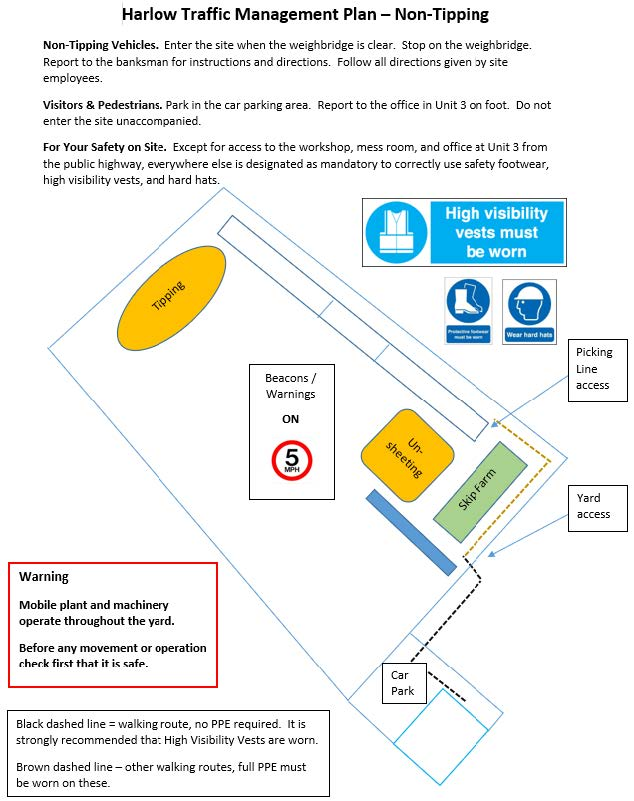 Harlow Traffic Management Plan – Non-Tipping
Non-Tipping Vehicles. Enter the site when the weighbridge is clear. Stop on the weighbridge.
Report to the banksman for instructions and directions. Follow all directions given by site
employees.
Visitors & Pedestrians. Park in the car parking area. Report to the office in Unit 3 on foot. Do not
enter the site unaccompanied.
For Your Safety on Site. Except for access to the workshop, mess room, and office at Unit 3 from
the public highway, everywhere else is designated as mandatory to correctly use safety footwear,
high visibility vests, and hard hats.
High visibility
vests must
be worn
Protective footwear
must be worn
Wear hard hats
Tipping
Picking
Line
access
Beacons /
Warnings
ON
5
MPH
Un-
sheeting
Skip Farm
Yard
access
Warning
Mobile plant and machinery
operate throughout the yard.
Before any movement or operation
check first that it is safe.
Car
Park
Black dashed line = walking route, no PPE required. It is
strongly recommended that High Visibility Vests are worn.
Brown dashed line – other walking routes, full PPE must
be worn on these.